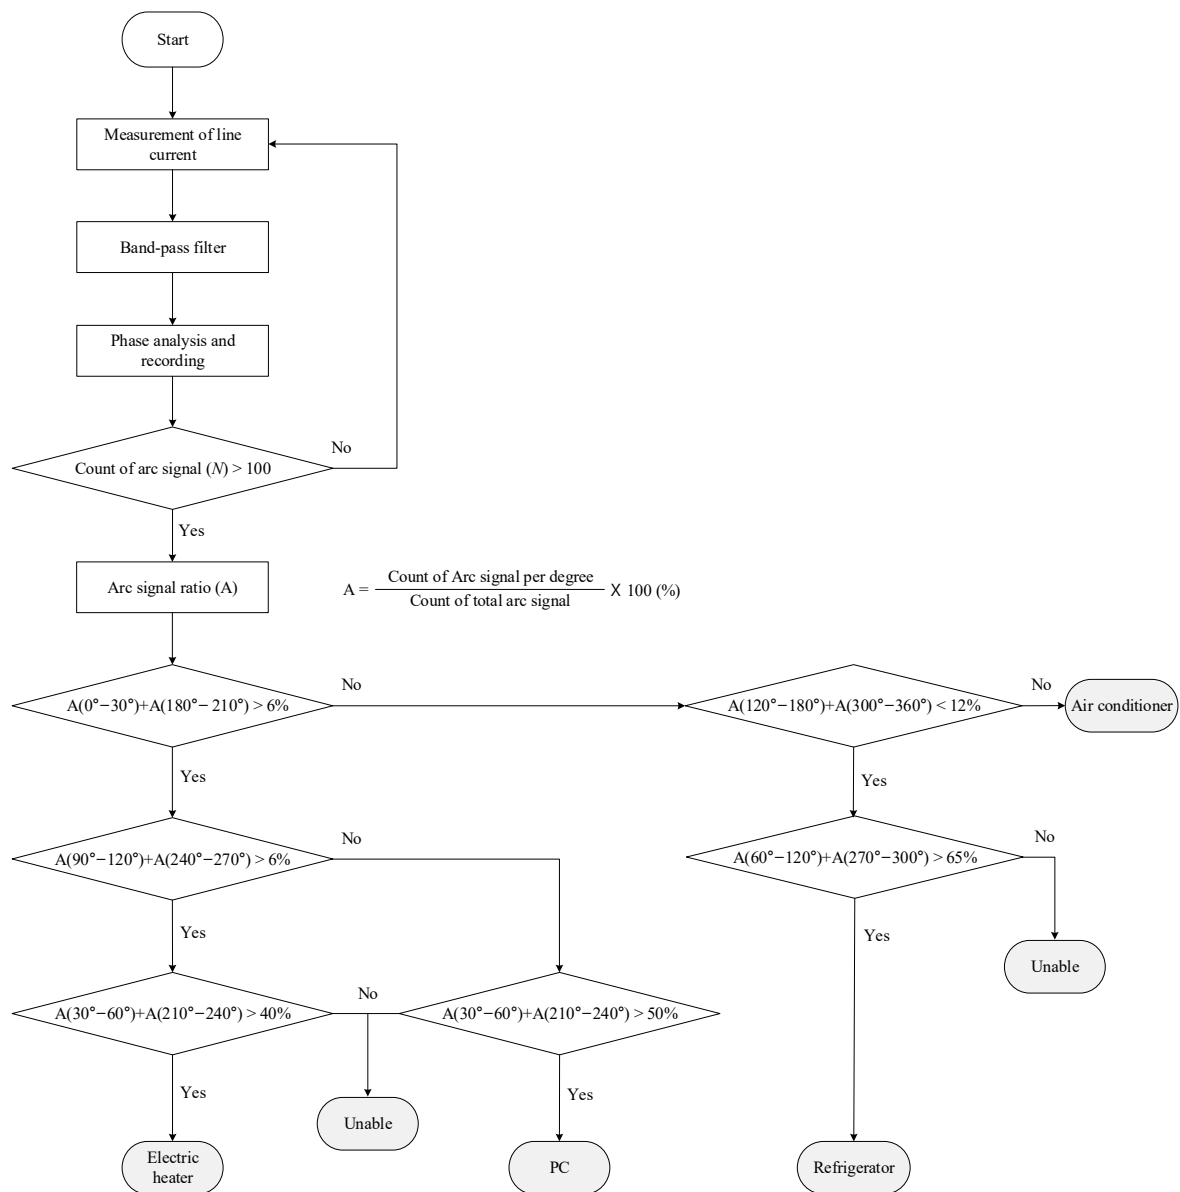 Start
Measurement of line
current
Band-pass filter
Phase analysis and
recording
Count of arc signal (N) > 100
No
Yes
Arc signal ratio (A)
A = Count of Arc signal per degree
Count of total arc signal
X 100 (%)
A(0°−30°)+A(180°− 210°) > 6%
No
A(120°−180°)+A(300°−360°) < 12%
No
Air conditioner
Yes
Yes
A(90°−120°)+A(240°−270°) > 6%
No
A(60°−120°)+A(270°−300°) > 65%
No
Yes
Yes
Unable
A(30°−60°)+A(210°−240°) > 40%
No
A(30°−60°)+A(210°−240°) > 50%
Yes
Unable
Yes
Electric
heater
PC
Refrigerator